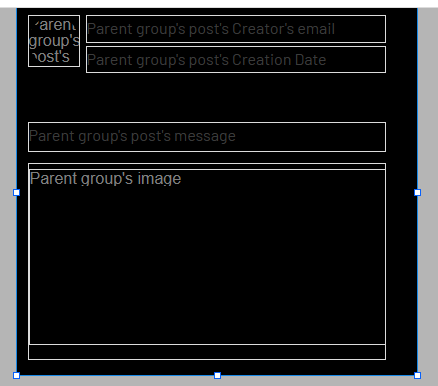 Parent
group's
post's
Parent group's post's Creator's email
Parent group's post's Creation Date
Parent group's post's message
Parent group's image